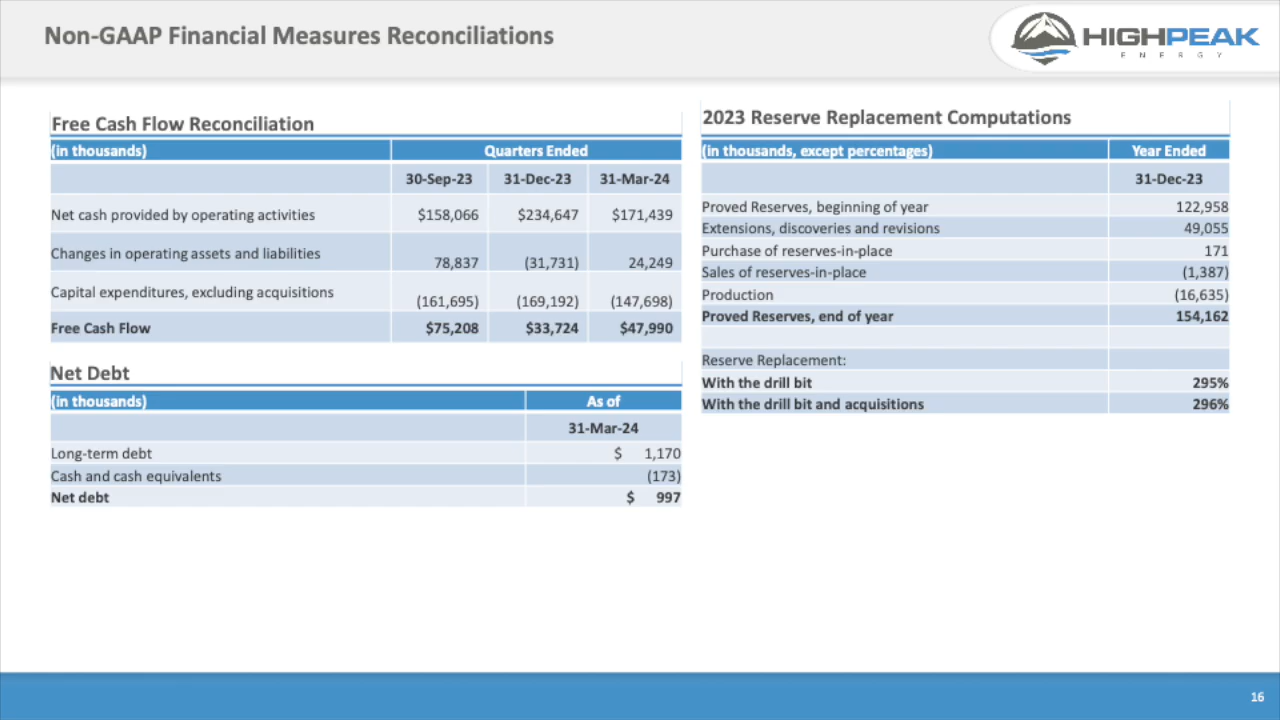 Non-GAAP Financial Measures Reconciliations
HIGHPEAK
ENERGY
Free Cash Flow Reconciliation
(in thousands) Quarters Ended
30-Sep-23 31-Dec-23 31-Mar-24
Net cash provided by operating activities $158,066 $234,647 $171,439
Changes in operating assets and liabilities 78,837 (31,731) 24,249
Capital expenditures, excluding acquisitions (161,695) (169,192) (147,698)
Free Cash Flow $75,208 $33,724 $47,990
Net Debt
(in thousands) As of
31-Mar-24
Long-term debt $ 1,170
Cash and cash equivalents (173)
Net debt $ 997
2023 Reserve Replacement Computations
(in thousands, except percentages) Year Ended
31-Dec-23
Proved Reserves, beginning of year 122,958
Extensions, discoveries and revisions 49,055
Purchase of reserves-in-place 171
Sales of reserves-in-place (1,387)
Production (16,635)
Proved Reserves, end of year 154,162
Reserve Replacement:
With the drill bit 295%
With the drill bit and acquisitions 296%
16